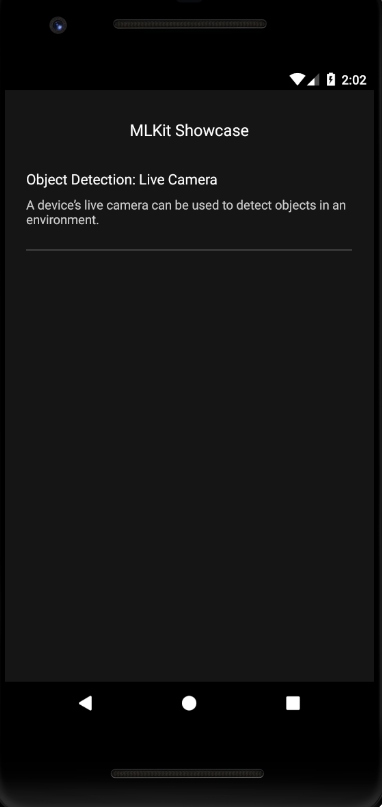 2:02
MLKit Showcase
Object Detection: Live Camera
A device's live camera can be used to detect objects in an
environment.